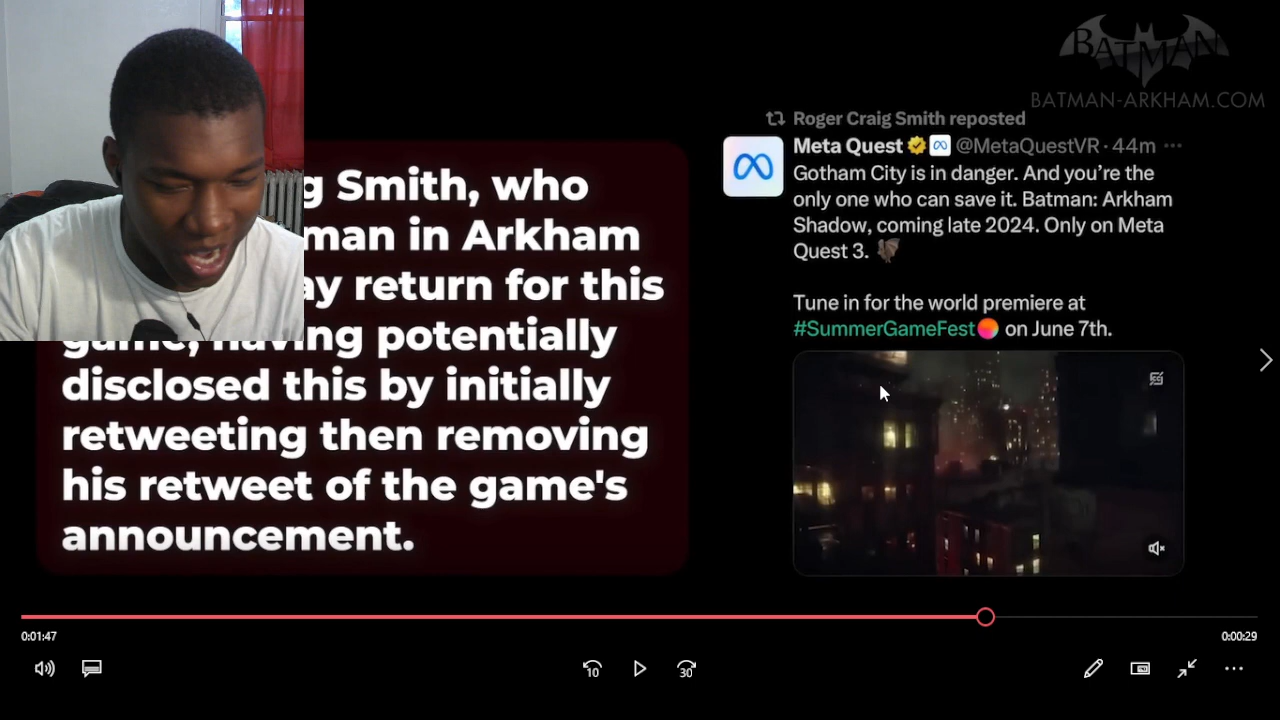 BATMAN
BATMAN-ARKHAM.COM
g Smith, who
man in Arkham
ay return for this
game, having potentially
disclosed this by initially
retweeting then removing
his retweet of the game's
announcement.
Roger Craig Smith reposted
Meta Quest @MetaQuestVR · 44m ···
Gotham City is in danger. And you're the
only one who can save it. Batman: Arkham
Shadow, coming late 2024. Only on Meta
Quest 3.
Tune in for the world premiere at
#SummerGameFest on June 7th.
0:01:47
0:00:29
10
30